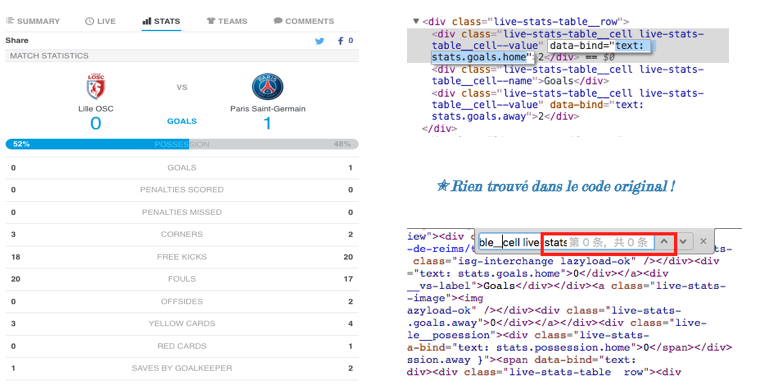 SUMMARY LIVE STATS TEAMS COMMENTS
Share 0
MATCH STATISTICS
LOSC
PARIS
VS
Lille OSC Paris Saint-Germain
0 GOALS 1
52% POSSESSION 48%
0 GOALS 1
0 PENALTIES SCORED 0
0 PENALTIES MISSED 0
3 CORNERS 2
18 FREE KICKS 20
20 FOULS 17
0 OFFSIDES 2
3 YELLOW CARDS 4
0 RED CARDS 1
1 SAVES BY GOALKEEPER 2
▼<div class="live-stats-table__row">
<div class="live-stats-table__cell live-stats-
table__cell--value" data-bind="text:
stats.goals.home">2</div> == $0
<div class="live-stats-table__cell live-stats-
table__cell--name">Goals</div>
<div class="live-stats-table__cell live-stats-
table__cell--value" data-bind="text:
stats.goals.away">2</div>
</div>
★ Rien trouvé dans le code original !
ble__cell live-stats 第 0 条，共 0 条
iew"><div c
-de-reims/t
class="isg-interchange lazyload-ok" /></div><div
="text: stats.goals.home">0</div></a><div
__vs-label">Goals</div></div><a class="live-stats-
-image"><img
azyload-ok" /></div><div class="live-stats-
.goals.away">0</div></a></div><div class="live-
le__posession"><div class="live-stats-
a-bind="text: stats.possession.home">0</span></div>
ssion.away }"><span data-bind="text:
div><div class="live-stats-table__row"><div